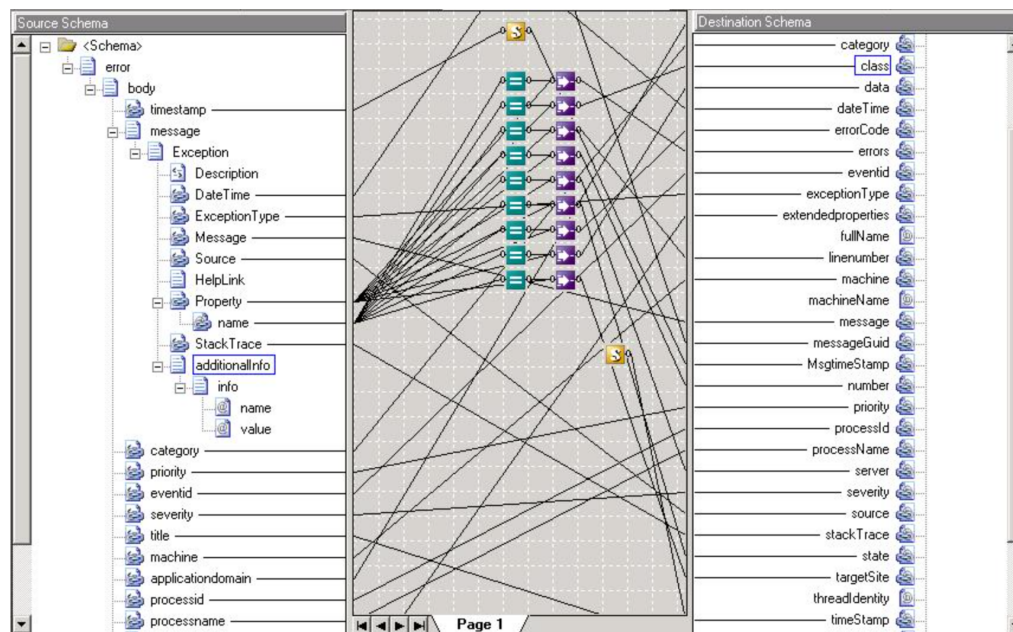 Source Schema
<Schema>
error
body
timestamp
message
Exception
Description
DateTime
ExceptionType
Message
Source
HelpLink
Property
name
StackTrace
additionalInfo
info
name
value
category
priority
eventid
severity
title
machine
applicationdomain
processid
processname
Page 1
Destination Schema
category
class
data
dateTime
errorCode
errors
eventid
exceptionType
extendedproperties
fullName
linenumber
machine
machineName
message
messageGuid
MsgtimeStamp
number
priority
processId
processName
server
severity
source
stackTrace
state
targetSite
threadIdentity
timeStamp